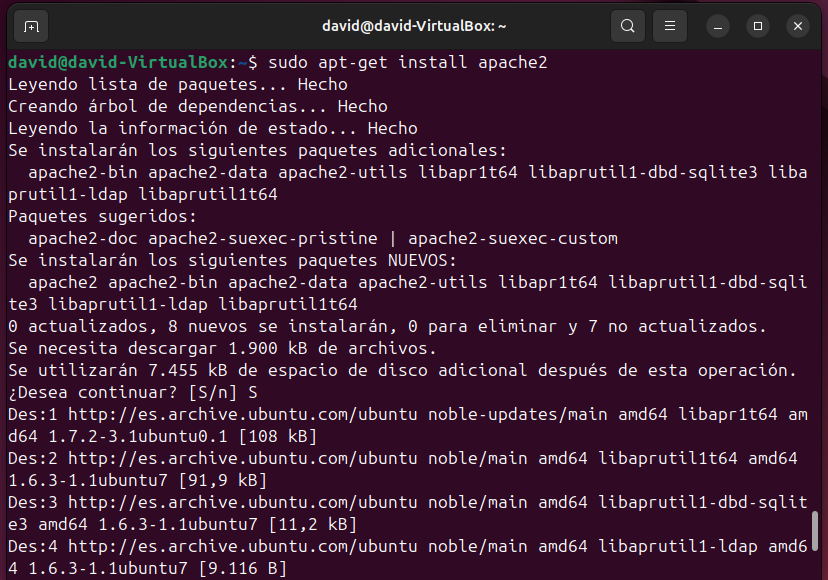 david@david-VirtualBox: ~
david@david-VirtualBox:~$ sudo apt-get install apache2
Leyendo lista de paquetes... Hecho
Creando árbol de dependencias... Hecho
Leyendo la información de estado... Hecho
Se instalarán los siguientes paquetes adicionales:
  apache2-bin apache2-data apache2-utils libapr1t64 libaprutil1-dbd-sqlite3 liba
prutil1-ldap libaprutil1t64
Paquetes sugeridos:
  apache2-doc apache2-suexec-pristine | apache2-suexec-custom
Se instalarán los siguientes paquetes NUEVOS:
  apache2 apache2-bin apache2-data apache2-utils libapr1t64 libaprutil1-dbd-sqli
te3 libaprutil1-ldap libaprutil1t64
0 actualizados, 8 nuevos se instalarán, 0 para eliminar y 7 no actualizados.
Se necesita descargar 1.900 kB de archivos.
Se utilizarán 7.455 kB de espacio de disco adicional después de esta operación.
¿Desea continuar? [S/n] S
Des:1 http://es.archive.ubuntu.com/ubuntu noble-updates/main amd64 libapr1t64 am
d64 1.7.2-3.1ubuntu0.1 [108 kB]
Des:2 http://es.archive.ubuntu.com/ubuntu noble/main amd64 libaprutil1t64 amd64
1.6.3-1.1ubuntu7 [91,9 kB]
Des:3 http://es.archive.ubuntu.com/ubuntu noble/main amd64 libaprutil1-dbd-sqlit
e3 amd64 1.6.3-1.1ubuntu7 [11,2 kB]
Des:4 http://es.archive.ubuntu.com/ubuntu noble/main amd64 libaprutil1-ldap amd6
4 1.6.3-1.1ubuntu7 [9.116 B]